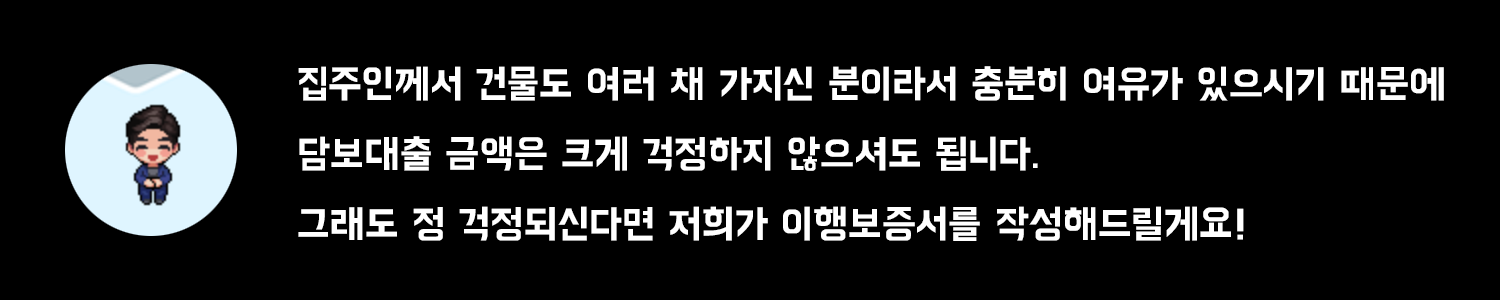 집주인께서 건물도 여러 채 가지신 분이라서 충분히 여유가 있으시기 때문에
담보대출 금액은 크게 걱정하지 않으셔도 됩니다.
그래도 정 걱정되신다면 저희가 이행보증서를 작성해드릴게요!